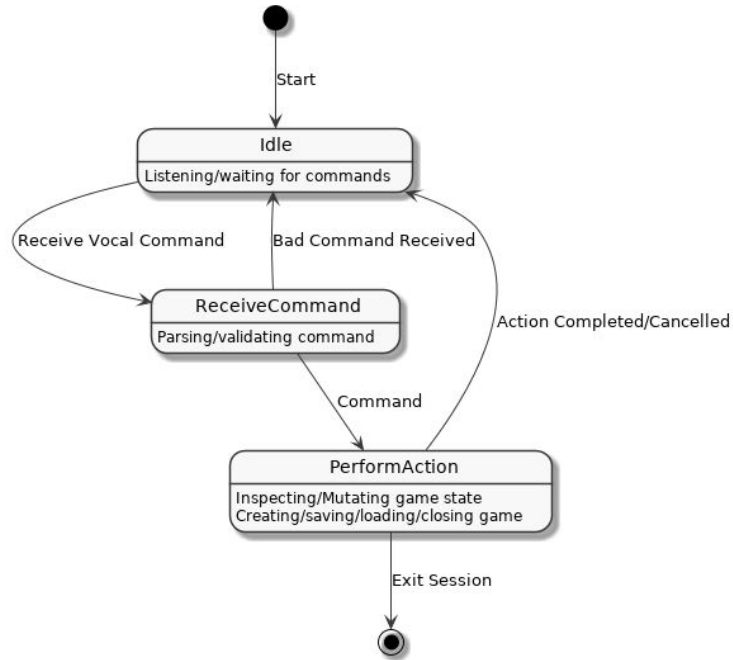 Start
Idle
Listening/waiting for commands
Receive Vocal Command
Bad Command Received
ReceiveCommand
Parsing/validating command
Action Completed/Cancelled
Command
PerformAction
Inspecting/Mutating game state
Creating/saving/loading/closing game
Exit Session